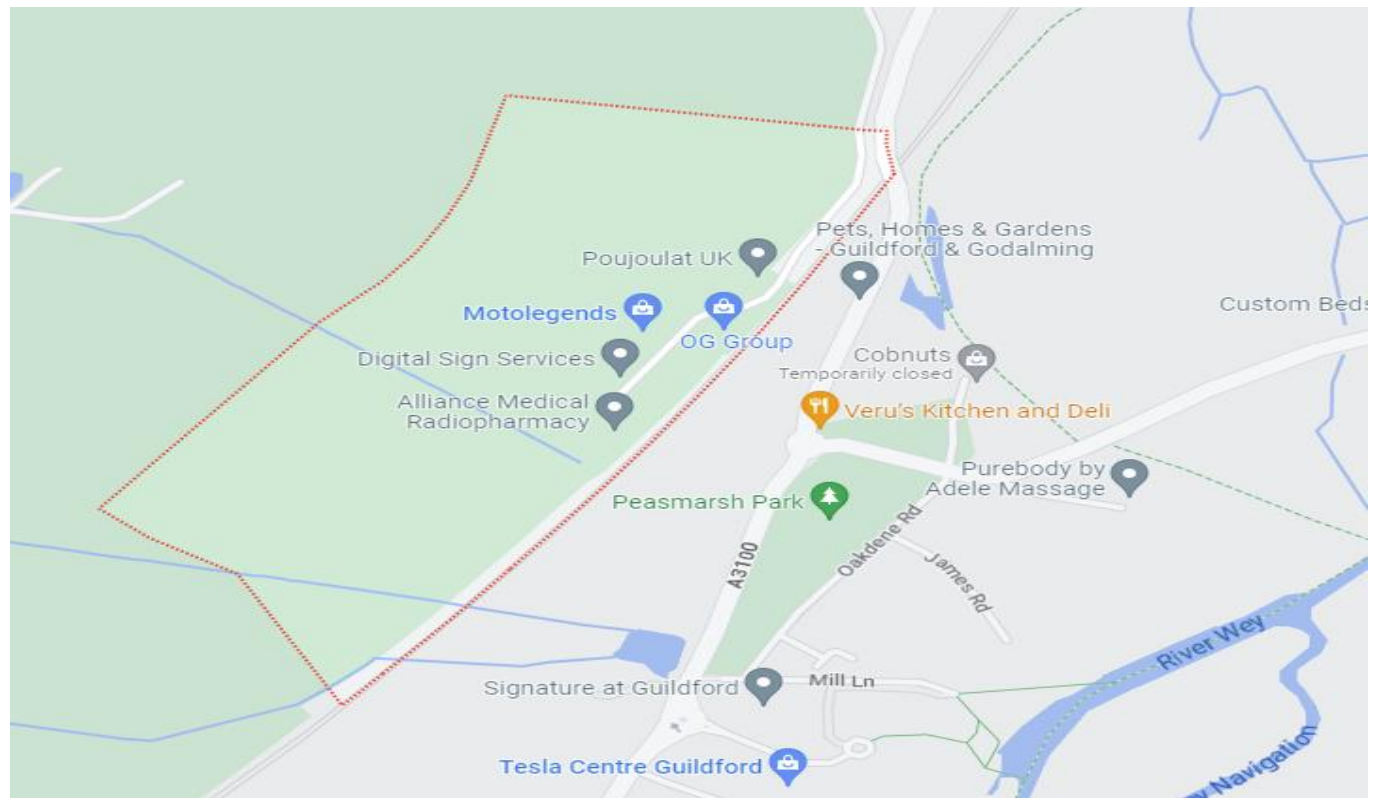 Pets, Homes & Gardens
- Guildford & Godalming
Poujoulat UK
Custom Beds
Motolegends
OG Group
Digital Sign Services
Cobnuts
Temporarily closed
Alliance Medical
Radiopharmacy
Veru's Kitchen and Deli
Purebody by
Adele Massage
Peasmarsh Park
Oakdene Rd
A3100
James Rd
River Wey
Signature at Guildford
Mill Ln
Tesla Centre Guildford
y Navigation